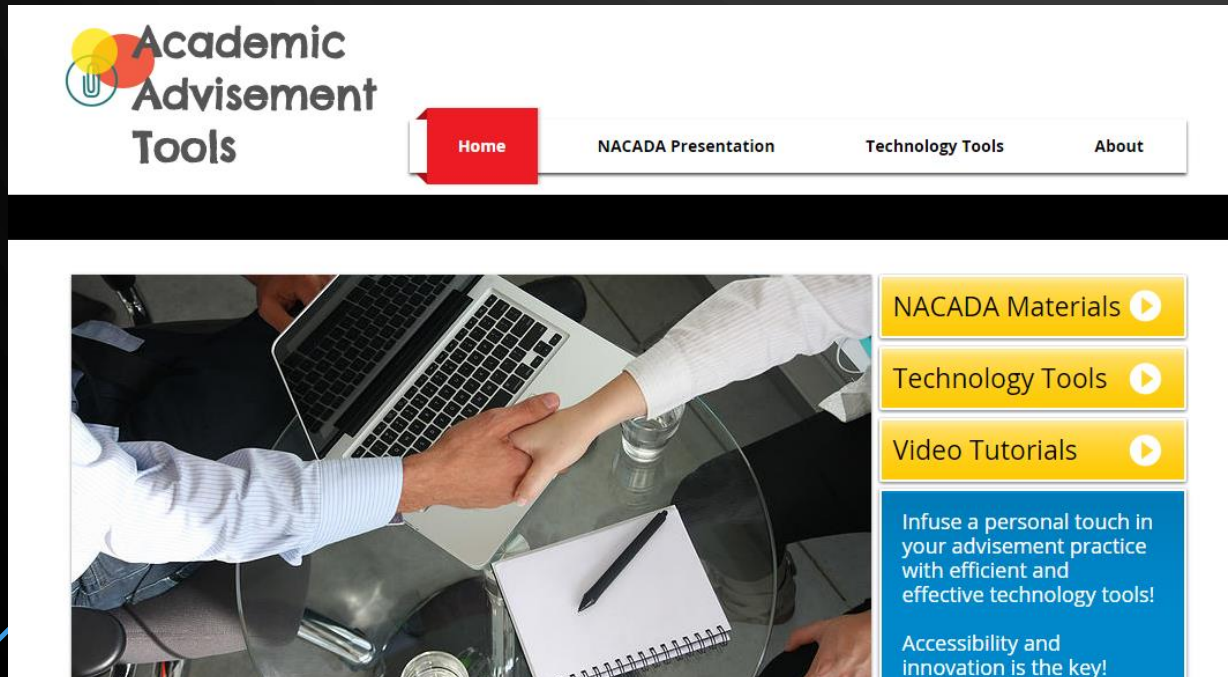 Academic
Advisement
Tools
Home NACADA Presentation Technology Tools About
NACADA Materials
Technology Tools
Video Tutorials
Infuse a personal touch in
your advisement practice
with efficient and
effective technology tools!
Accessibility and
innovation is the key!